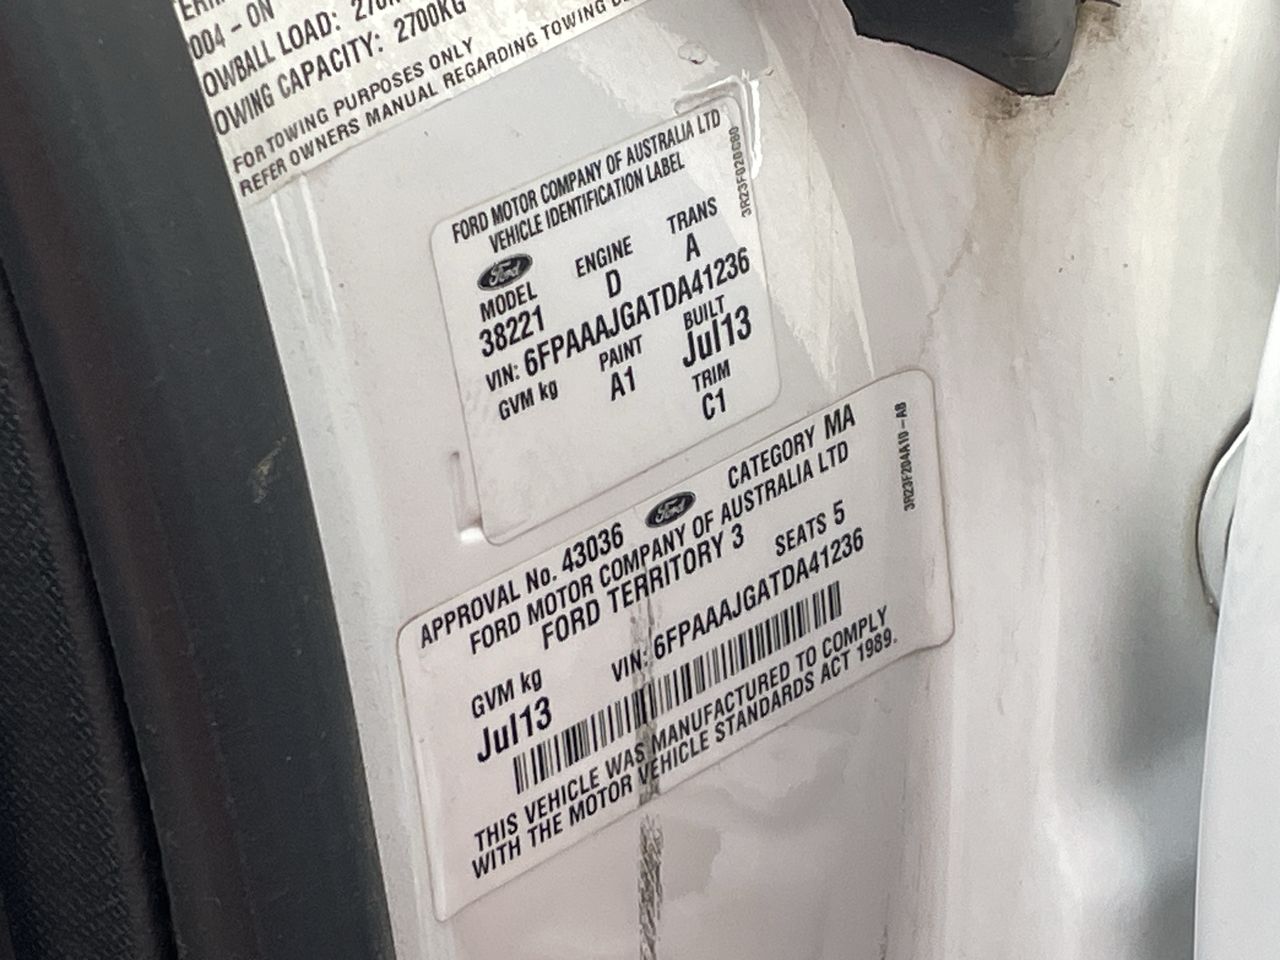 004 - ON
OWBALL LOAD:
OWING CAPACITY: 2700KG
FOR TOWING PURPOSES ONLY
REFER OWNERS MANUAL REGARDING TOWING
FORD MOTOR COMPANY OF AUSTRALIA LTD
VEHICLE IDENTIFICATION LABEL
Ford
MODEL ENGINE TRANS
38221 D A
VIN: 6FPAAAJGATDA41236
GVM kg PAINT BUILT
A1 Jul13
TRIM
C1
APPROVAL No. 43036 Ford CATEGORY MA
FORD MOTOR COMPANY OF AUSTRALIA LTD
FORD TERRITORY 3 SEATS 5
GVM kg VIN: 6FPAAAJGATDA41236
Jul13
THIS VEHICLE WAS MANUFACTURED TO COMPLY
WITH THE MOTOR VEHICLE STANDARDS ACT 1989.
3R23F204A10-AB